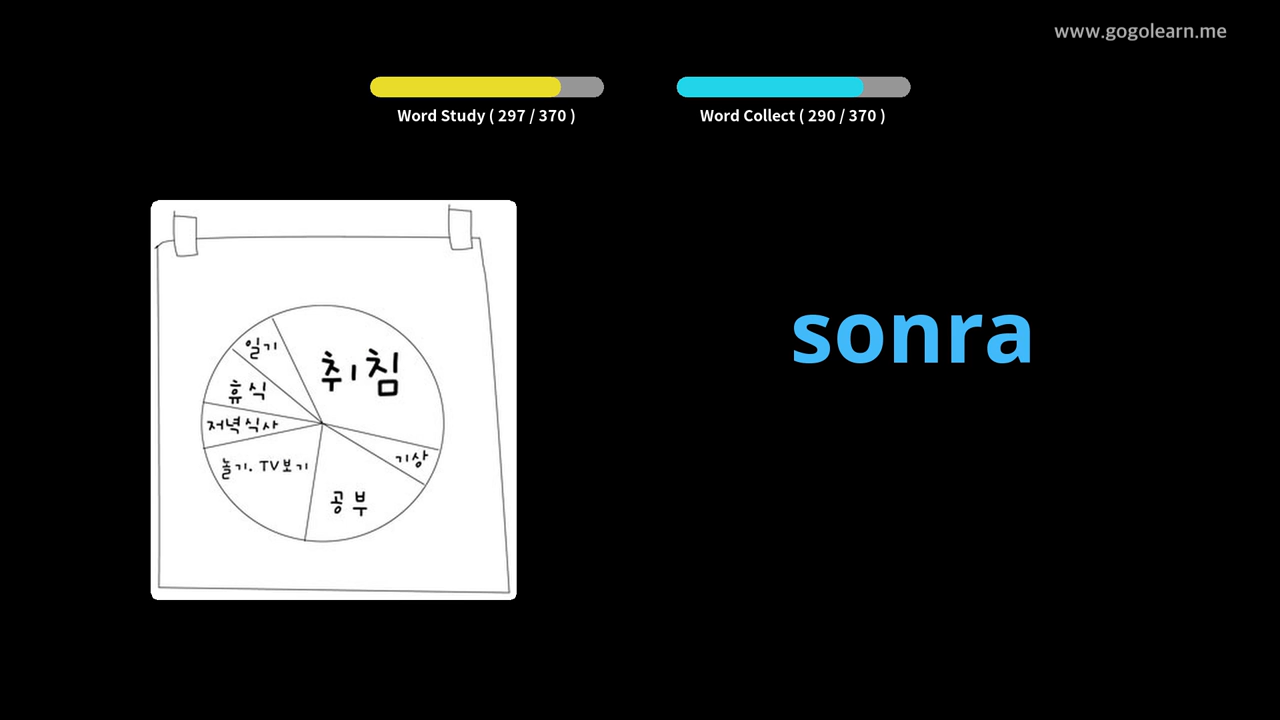 www.gogolearn.me
Word Study ( 297 / 370 )
Word Collect ( 290 / 370 )
일기
취침
휴식
저녁식사
놀기. TV보기
기상
공부
sonra